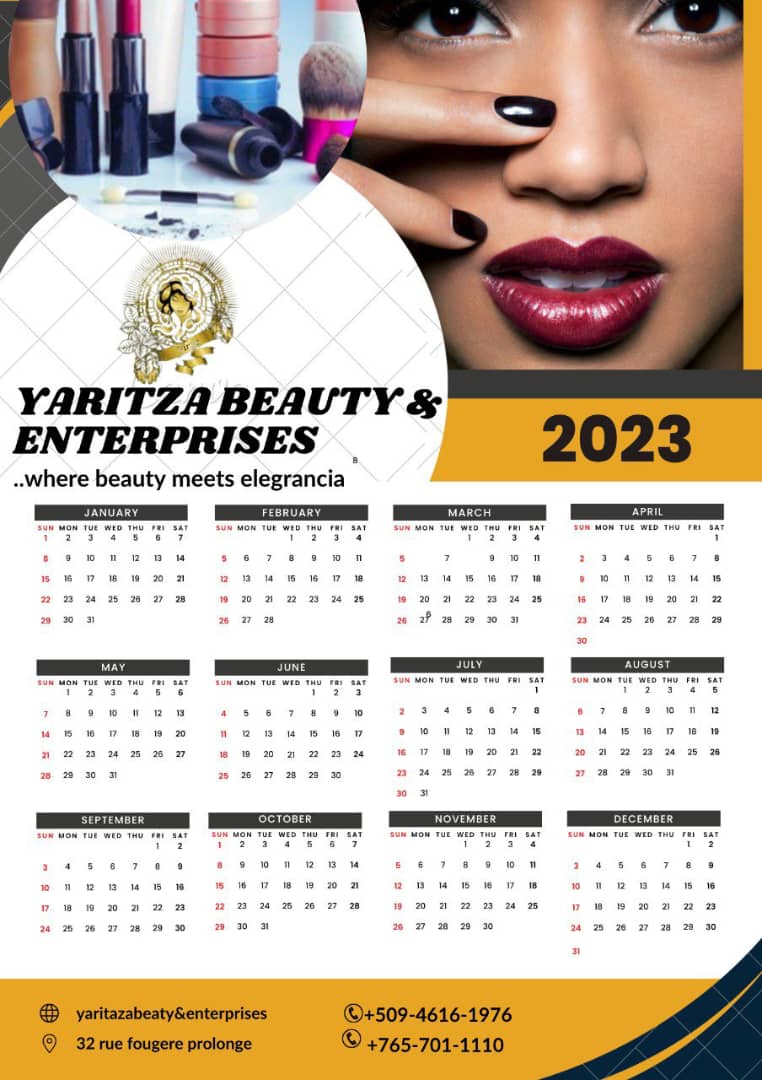 YARITZA BEAUTY &
ENTERPRISES
B
..where beauty meets elegrancia
2023
JANUARY
SUN MON TUE WED THU FRI SAT
1 2 3 4 5 6 7
8 9 10 11 12 13 14
15 16 17 18 19 20 21
22 23 24 25 26 27 28
29 30 31
FEBRUARY
SUN MON TUE WED THU FRI SAT
1 2 3 4
5 6 7 8 9 10 11
12 13 14 15 16 17 18
19 20 21 22 23 24 25
26 27 28
MARCH
SUN MON TUE WED THU FRI SAT
1 2 3 4
5 7 9 10 11
12 13 14 15 16 17 18
19 20 21 22 23 24 25
6
26 27 28 29 30 31
APRIL
SUN MON TUE WED THU FRI SAT
1
2 3 4 5 6 7 8
9 10 11 12 13 14 15
16 17 18 19 20 21 22
23 24 25 26 27 28 29
30
MAY
SUN MON TUE WED THU FRI SAT
1 2 3 4 5 6
7 8 9 10 11 12 13
14 15 16 17 18 19 20
21 22 23 24 25 26 27
28 29 30 31
JUNE
SUN MON TUE WED THU FRI SAT
1 2 3
4 5 6 7 8 9 10
11 12 13 14 15 16 17
18 19 20 21 22 23 24
25 26 27 28 29 30
JULY
SUN MON TUE WED THU FRI SAT
1
2 3 4 5 6 7 8
9 10 11 12 13 14 15
16 17 18 19 20 21 22
23 24 25 26 27 28 29
30 31
AUGUST
SUN MON TUE WED THU FRI SAT
1 2 3 4 5
6 7 8 9 10 11 12
13 14 15 16 17 18 19
20 21 22 23 24 25 26
27 28 29 30 31
SEPTEMBER
SUN MON TUE WED THU FRI SAT
1 2
3 4 5 6 7 8 9
10 11 12 13 14 15 16
17 18 19 20 21 22 23
24 25 26 27 28 29 30
OCTOBER
SUN MON TUE WED THU FRI SAT
1 2 3 4 5 6 7
8 9 10 11 12 13 14
15 16 17 18 19 20 21
22 23 24 25 26 27 28
29 30 31
NOVEMBER
SUN MON TUE WED THU FRI SAT
1 2 3 4
5 6 7 8 9 10 11
12 13 14 15 16 17 18
19 20 21 22 23 24 25
26 27 28 29 30
DECEMBER
SUN MON TUE WED THU FRI SAT
1 2
3 4 5 6 7 8 9
10 11 12 13 14 15 16
17 18 19 20 21 22 23
24 25 26 27 28 29 30
31
yaritazabeaty&enterprises
+509-4616-1976
32 rue fougere prolonge
+765-701-1110